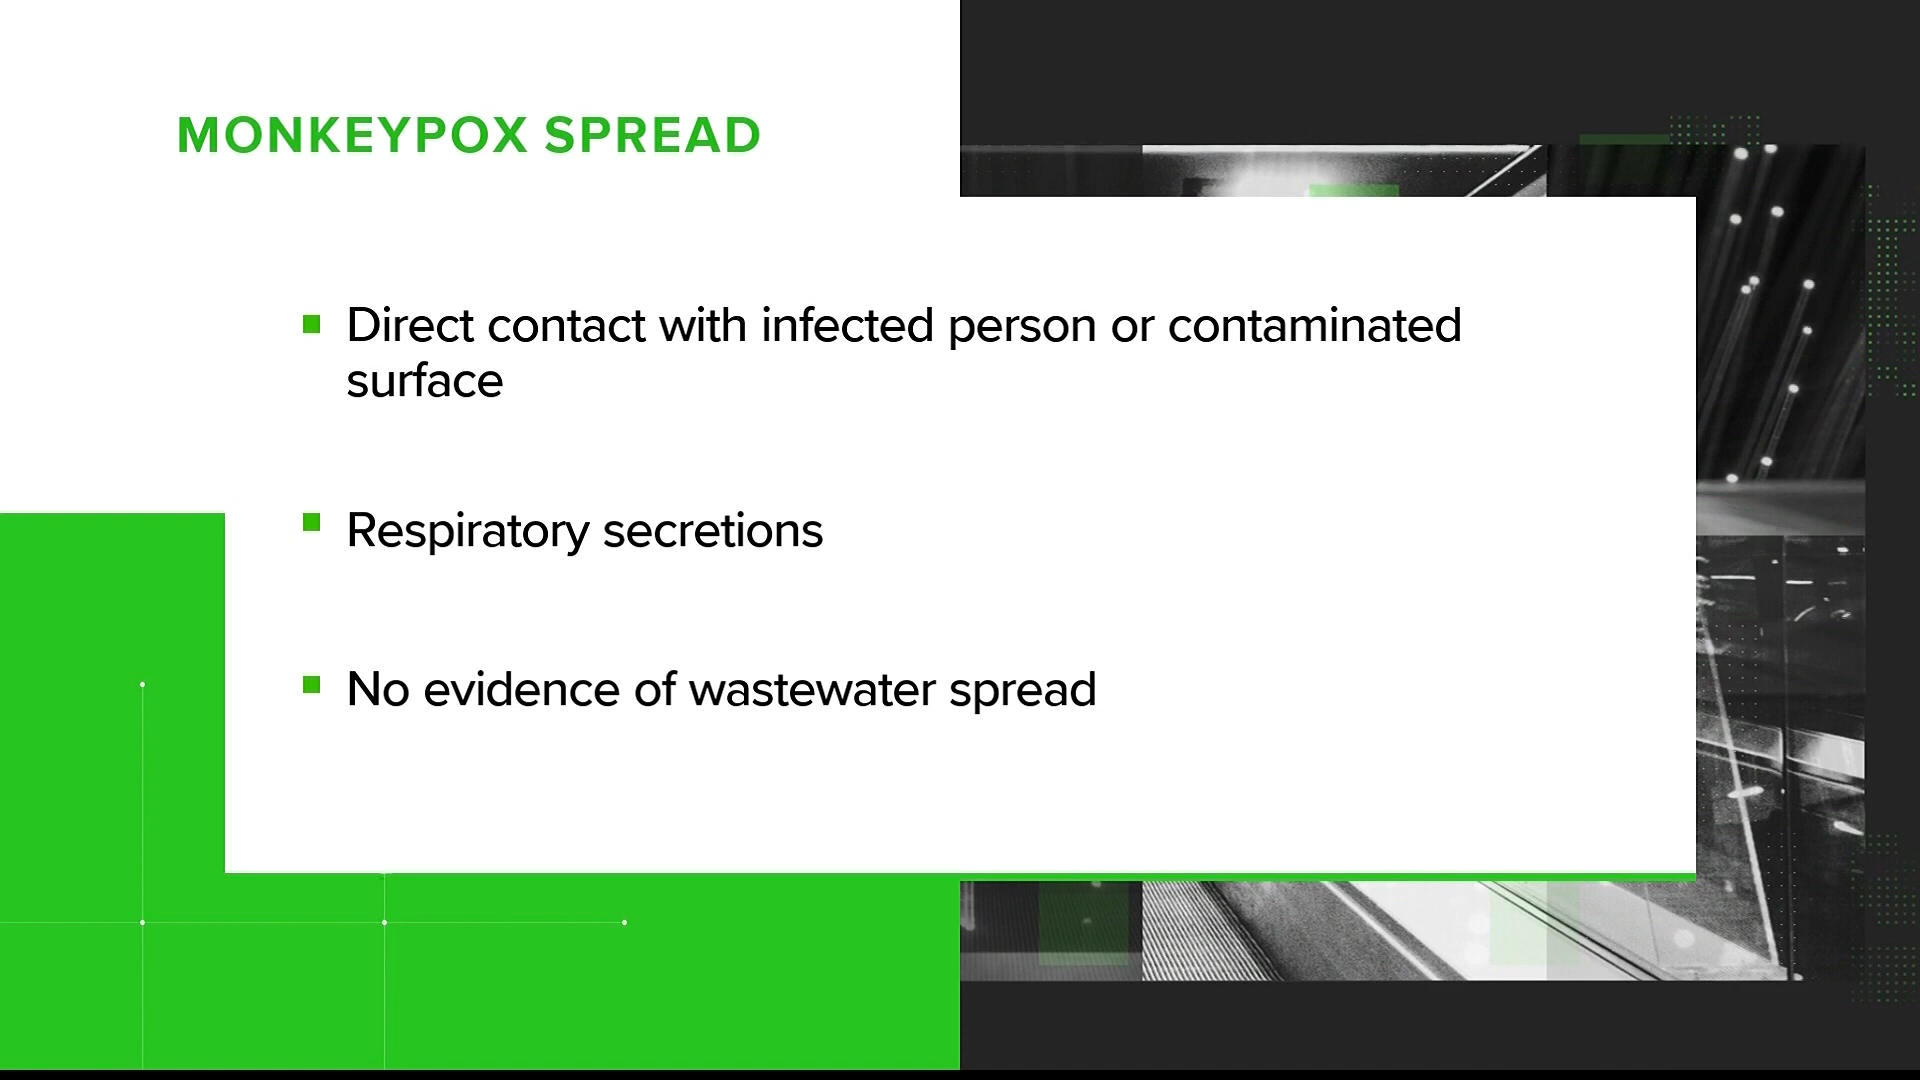 MONKEYPOX SPREAD
Direct contact with infected person or contaminated
surface
Respiratory secretions
No evidence of wastewater spread